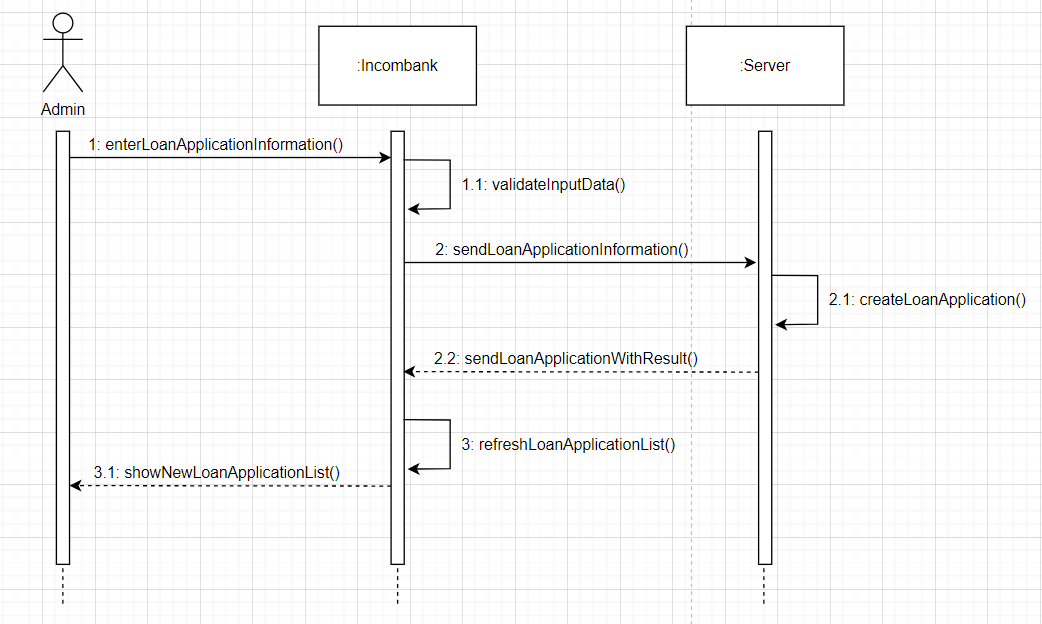 :Incombank
:Server
Admin
1: enterLoanApplicationInformation()
1.1: validateInputData()
2: sendLoanApplicationInformation()
2.1: createLoanApplication()
2.2: sendLoanApplicationWithResult()
3: refreshLoanApplicationList()
3.1: showNewLoanApplicationList()